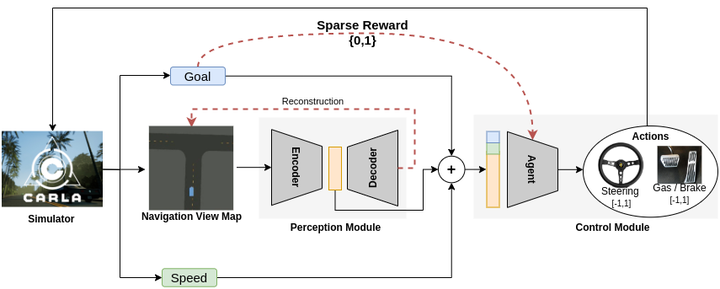 Sparse Reward
{0,1}
Goal
Reconstruction
CARLA
Simulator
Navigation View Map
Encoder
Decoder
Perception Module
+
Agent
Actions
Steering
[-1,1]
Gas / Brake
[-1,1]
Control Module
Speed